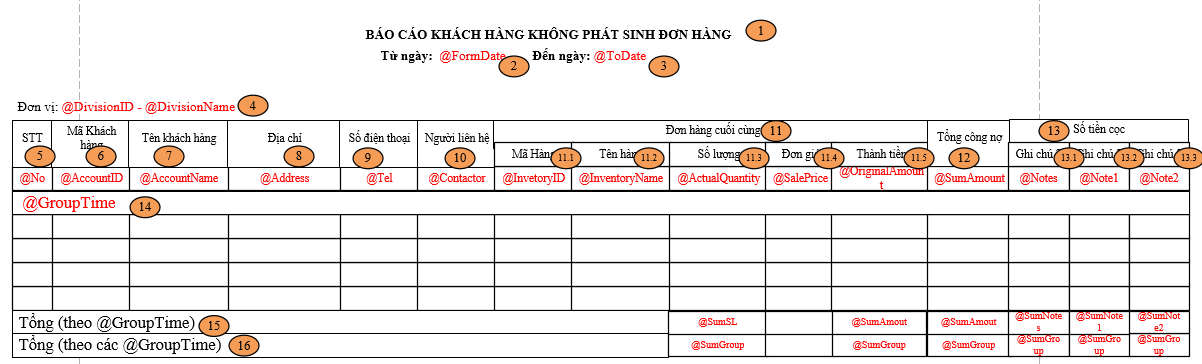 BÁO CÁO KHÁCH HÀNG KHÔNG PHÁT SINH ĐƠN HÀNG 1
Từ ngày: @FormDate 2 Đến ngày: @ToDate 3
Đơn vị: @DivisionID - @DivisionName 4
STT 5 Mã Khách hàng 6 Tên khách hàng 7 Địa chỉ 8 Số điện thoại 9 Người liên hệ 10 Đơn hàng cuối cùng 11 Tổng công nợ 12 13 Số tiền cọc
Mã Hàng 11.1 Tên hàn 11.2 Số lượng 11.3 Đơn giá 11.4 Thành tiền 11.5 Ghi chú 13.1 Ghi chú 13.2 Ghi chú 13.3
@No @AccountID @AccountName @Address @Tel @Contactor @InvetoryID @InventoryName @ActualQuantity @SalePrice @OriginalAmount @SumAmount @Notes @Note1 @Note2
@GroupTime 14
Tổng (theo @GroupTime) 15 @SumSL @SumAmout @SumAmout @SumNotes @SumNote1 @SumNote2
Tổng (theo các @GroupTime) 16 @SumGroup @SumGroup @SumGroup @SumGroup @SumGroup @SumGroup